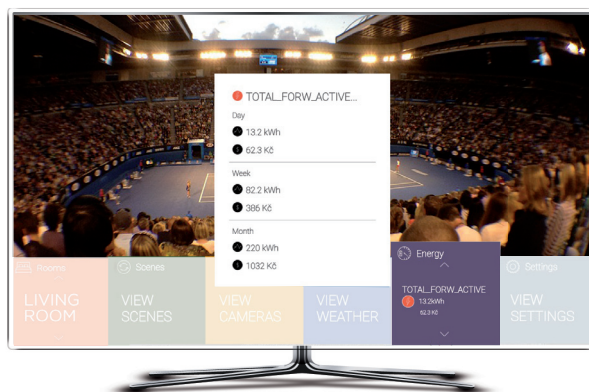 TOTAL_FORW_ACTIVE...
Day
13.2 kWh
62.3 Kč
Week
82.2 kWh
386 Kč
Month
220 kWh
1032 Kč
Rooms
LIVING
ROOM
Scenes
VIEW
SCENES
VIEW
CAMERAS
VIEW
WEATHER
Energy
TOTAL_FORW_ACTIVE
13.2kWh
62.3 Kč
Settings
VIEW
SETTINGS